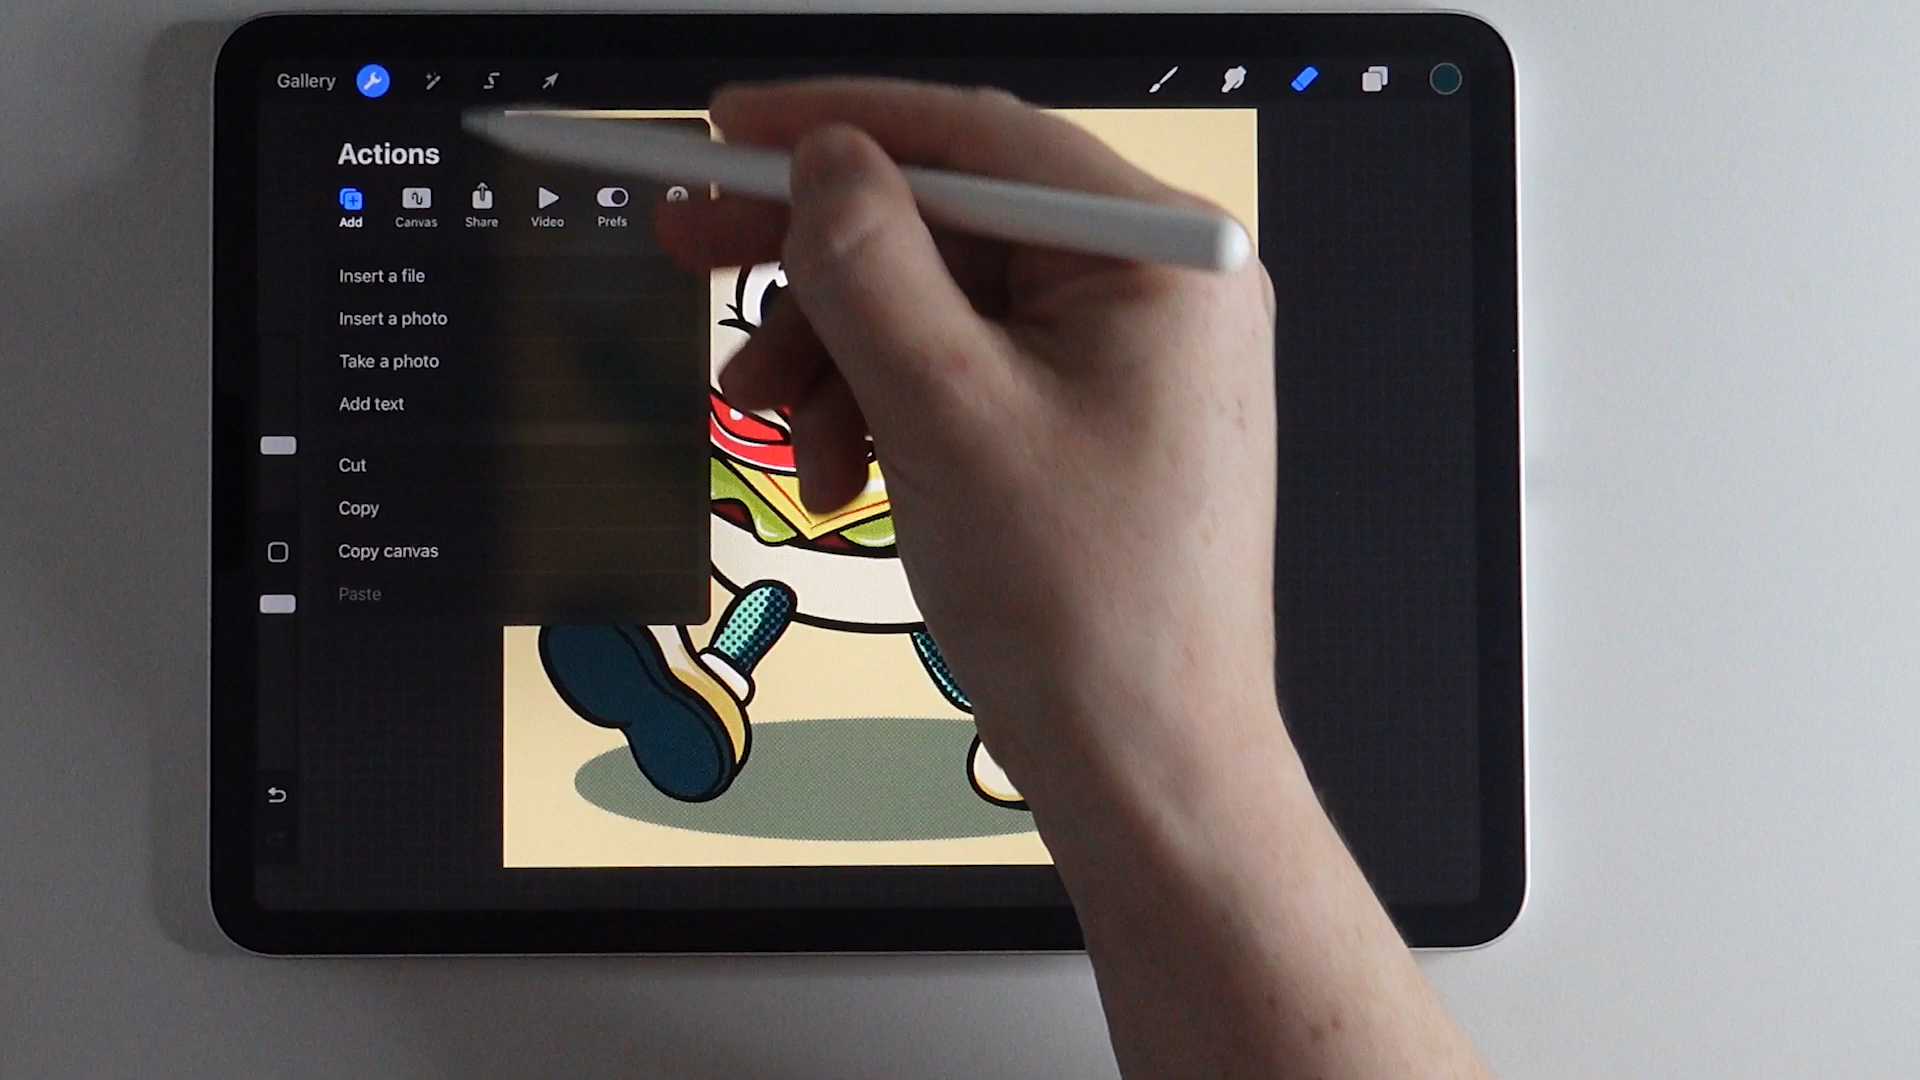 Gallery
Actions
Add Canvas Share Video Prefs
Insert a file
Insert a photo
Take a photo
Add text
Cut
Copy
Copy canvas
Paste